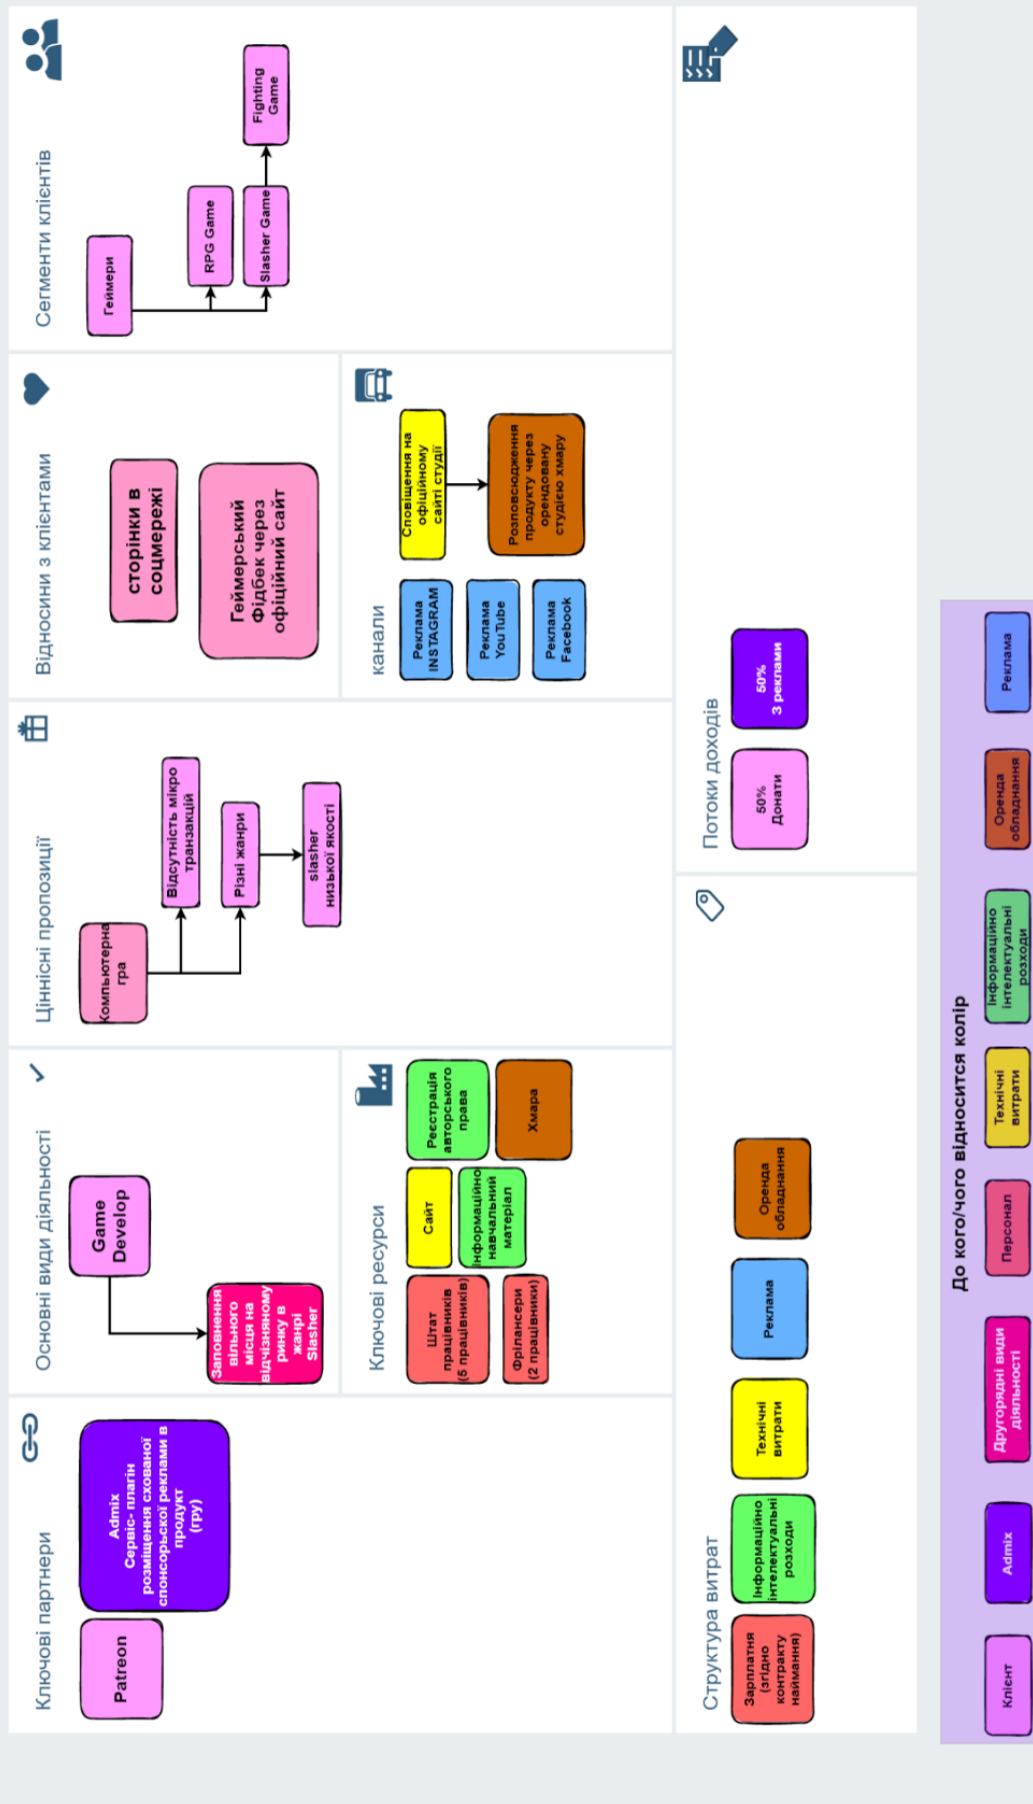 Ключові партнери
Patreon
Admix
Сервіс- плагін
розміщення схованої
спонсорьскої реклами в
продукт
(гру)
Основні види діяльності
Game
Develop
Заповнення
вільного
місця на
відчізняному
ринку в
жанрі
Slasher
Ключові ресурси
Штат
працівників
(5 працівників)
Фрілансери
(2 працівники)
Сайт
Інформаційно
навчальний
матеріал
Реєстрація
авторського
права
Хмара
Ціннісні пропозиції
Компьютерна
гра
Відсутність мікро
транзакцій
Різні жанри
slasher
низької якості
Відносини з клієнтами
сторінки в
соцмережі
Геймерський
Фідбек через
офіційний сайт
канали
Реклама
INSTAGRAM
Реклама
YouTube
Реклама
Facebook
Сповіщення на
офіційному
сайті студії
Розповсюдження
продукту через
орендовану
студією хмару
Сегменти клієнтів
Геймери
RPG Game
Slasher Game
Fighting
Game
Структура витрат
Зарплатня
(згідно
контракту
наймання)
Інформаційно
інтелектуальні
розходи
Технічні
витрати
Реклама
Оренда
обладнання
Потоки доходів
50%
Донати
50%
З реклами
До кого/чого відносится колір
Клієнт
Admix
Другорядні види
діяльності
Персонал
Технічні
витрати
Інформаційно
інтелектуальні
розходи
Оренда
обладнання
Реклама